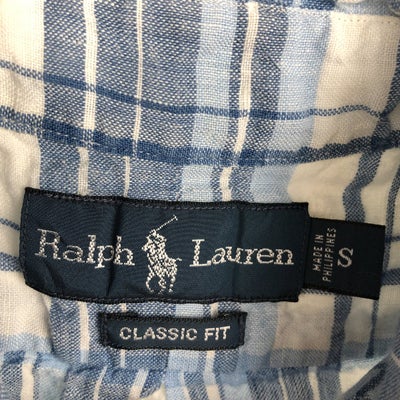 Ralph Lauren
MADE IN
PHILIPPINES
S
CLASSIC FIT